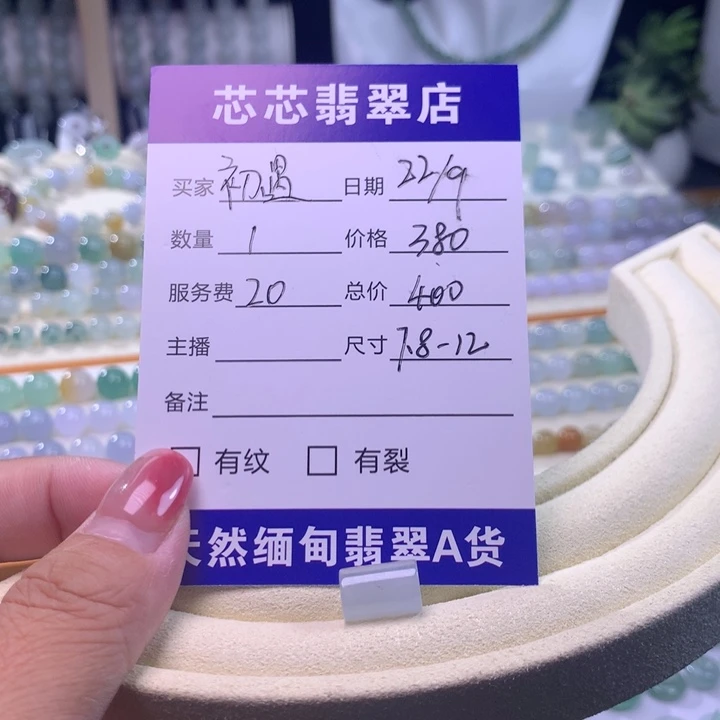 芯芯翡翠店
买家 初遇 日期 22/9
数量 1 价格 380
服务费 20 总价 400
主播 尺寸 7.8-12
备注
有纹 有裂
天然缅甸翡翠A货